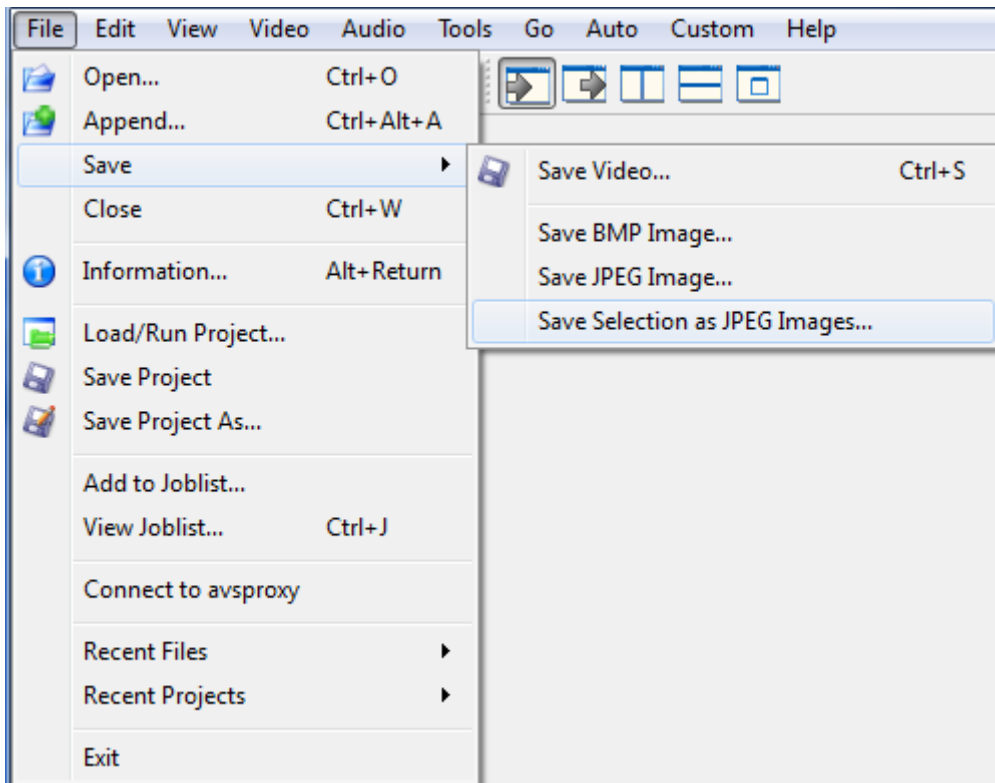 File Edit View Video Audio Tools Go Auto Custom Help
Open... Ctrl+O
Append... Ctrl+Alt+A
Save
Close Ctrl+W
Information... Alt+Return
Load/Run Project...
Save Project
Save Project As...
Add to Joblist...
View Joblist... Ctrl+J
Connect to avsproxy
Recent Files
Recent Projects
Exit
Save Video... Ctrl+S
Save BMP Image...
Save JPEG Image...
Save Selection as JPEG Images...